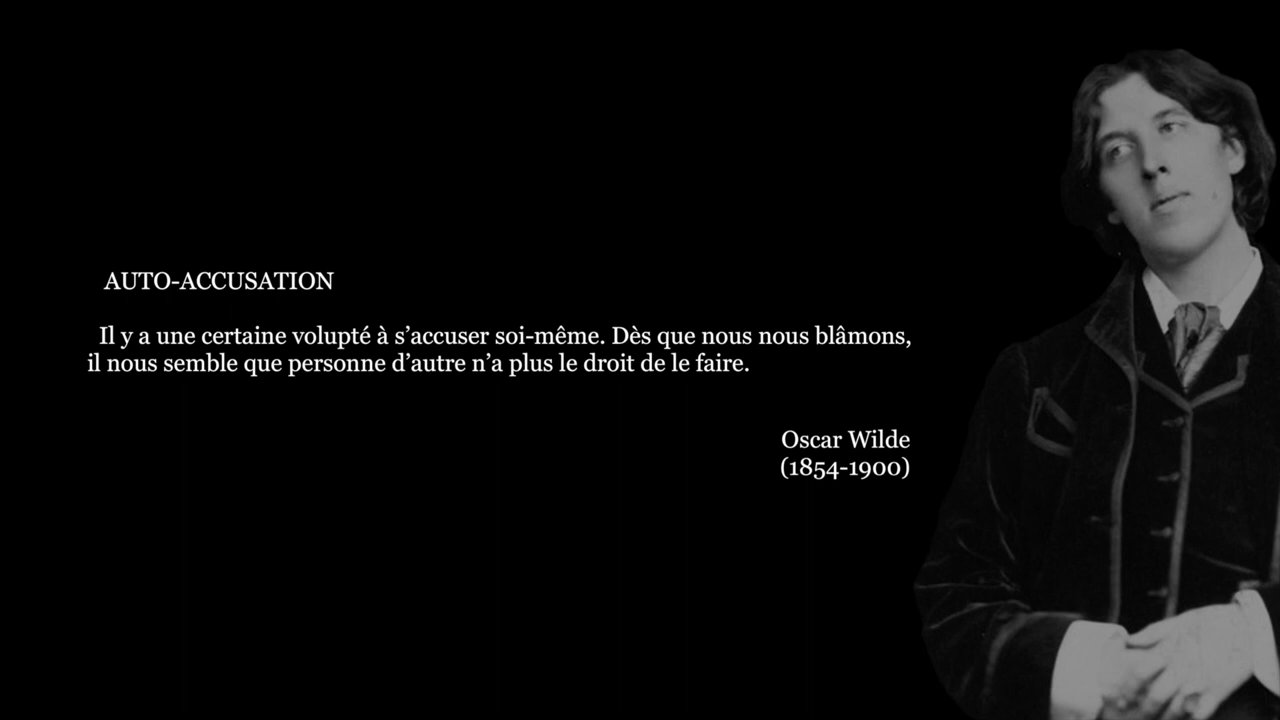 AUTO-ACCUSATION
Il y a une certaine volupté à s’accuser soi-même. Dès que nous nous blâmons,
il nous semble que personne d’autre n’a plus le droit de le faire.
Oscar Wilde
(1854-1900)